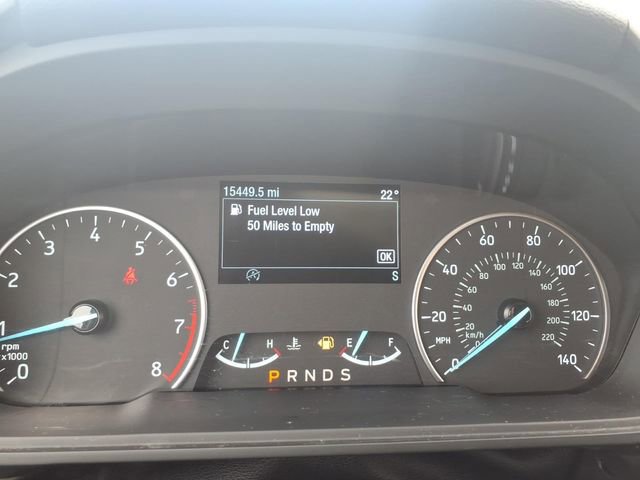 15449.5 mi 22°
Fuel Level Low
50 Miles to Empty
OK
S
0 1 2 3 4 5 6 7 8
rpm
x1000
C H E F
P R N D S
0 20 40 60 80 100 120 140
MPH
km/h
0 20 40 60 80 100 120 140 160 180 200 220